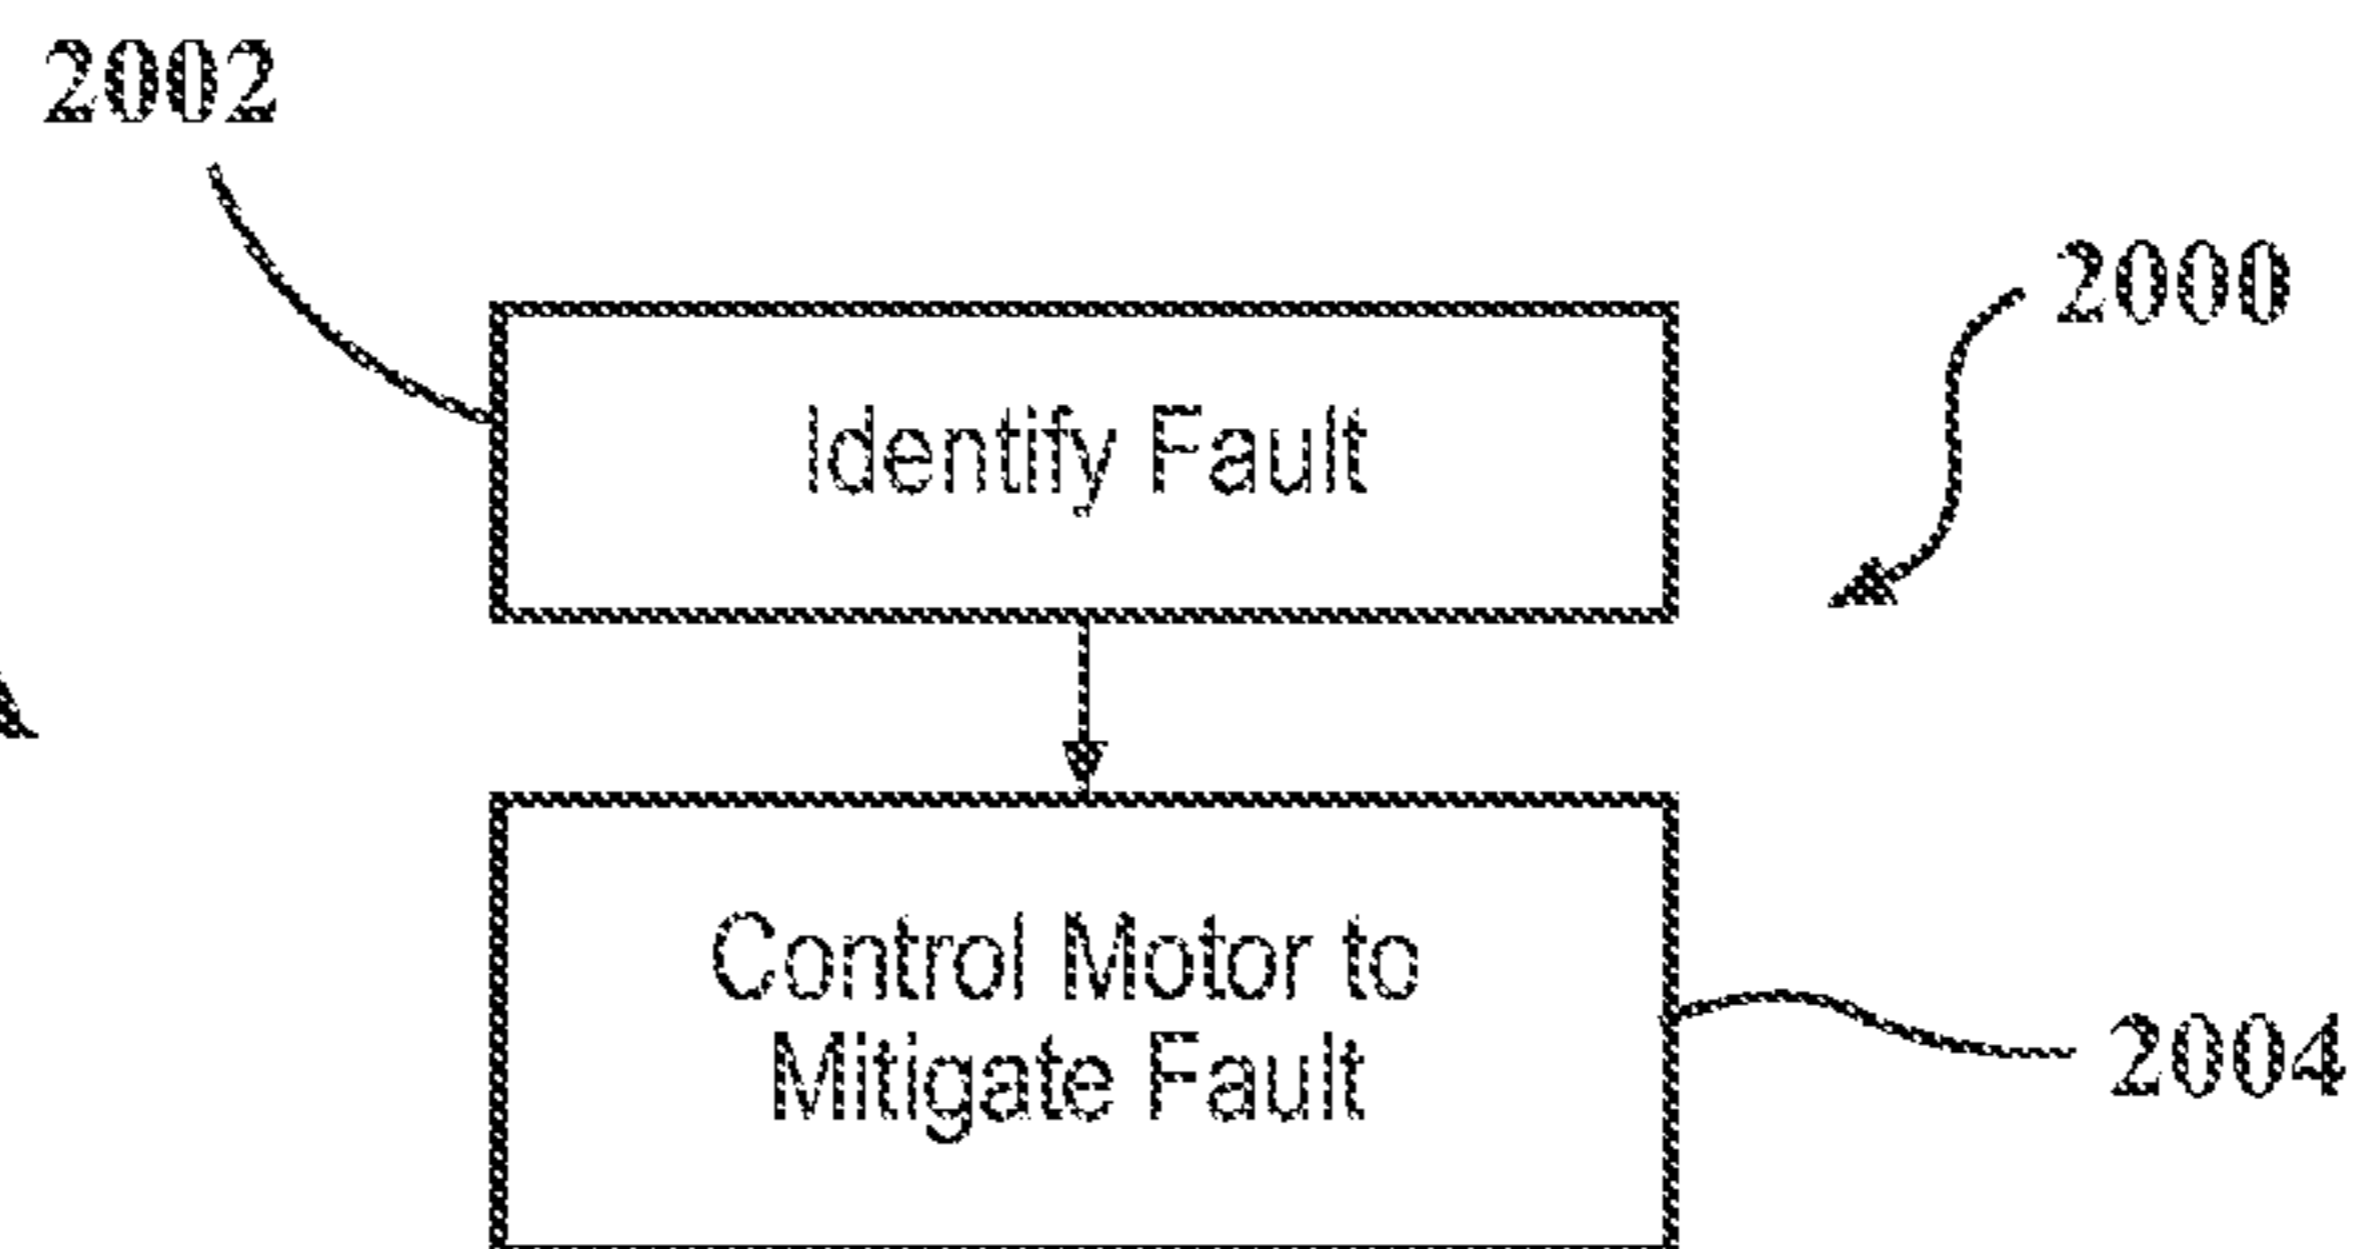 2002
2000
Identify Fault
Control Motor to
Mitigate Fault
2004